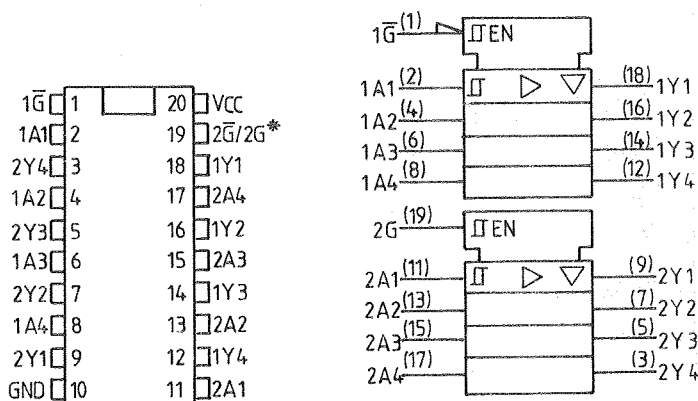 1G̅ 1 20 VCC
1A1 2 19 2G̅/2G*
2Y4 3 18 1Y1
1A2 4 17 2A4
2Y3 5 16 1Y2
1A3 6 15 2A3
2Y2 7 14 1Y3
1A4 8 13 2A2
2Y1 9 12 1Y4
GND 10 11 2A1
1G̅ (1) EN
1A1 (2) (18) 1Y1
1A2 (4) (16) 1Y2
1A3 (6) (14) 1Y3
1A4 (8) (12) 1Y4
2G (19) EN
2A1 (11) (9) 2Y1
2A2 (13) (7) 2Y2
2A3 (15) (5) 2Y3
2A4 (17) (3) 2Y4